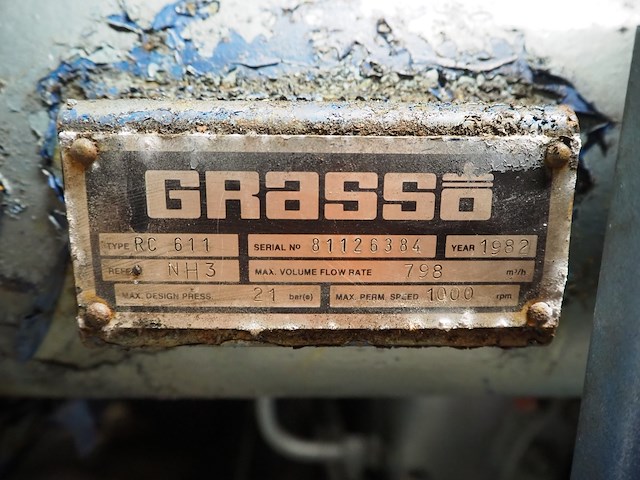 GRasso
TYPE RC 611 SERIAL Nº 81126384 YEAR 1982
REFR NH3 MAX. VOLUME FLOW RATE 798 m³/h
MAX. DESIGN PRESS. 21 bar(e) MAX. PERM SPEED 1000 rpm